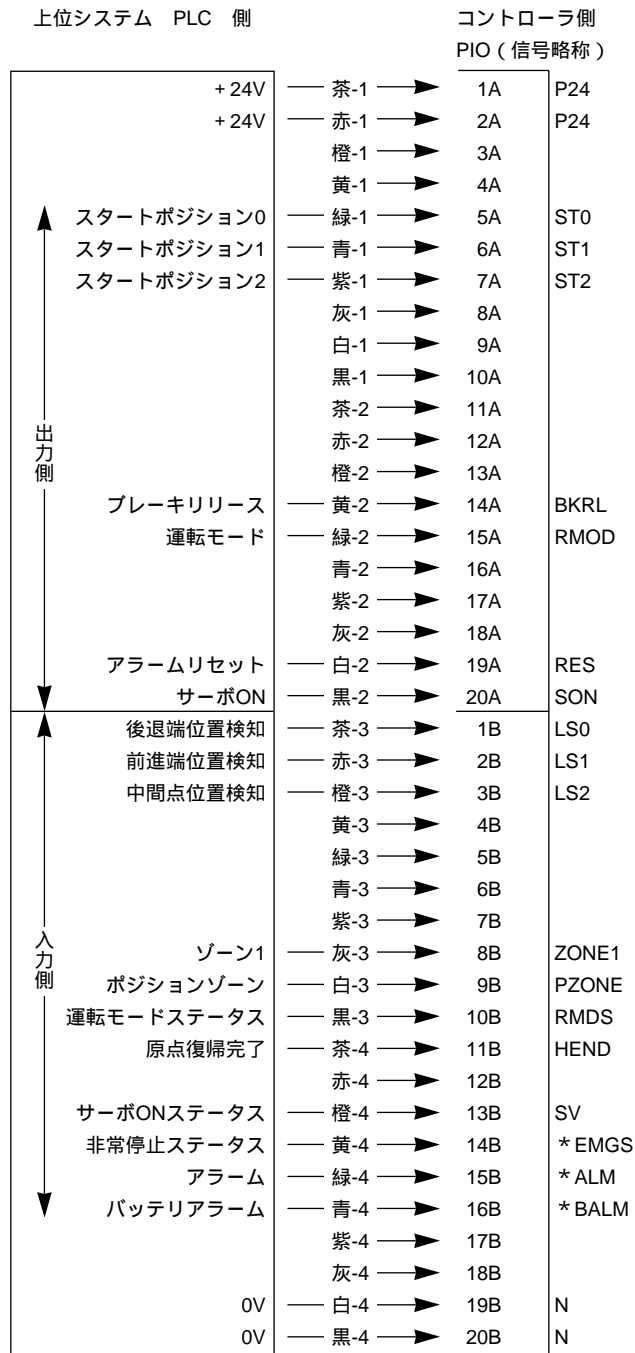 上位システム PLC 側 コントローラ側
PIO(信号略称)
+24V 茶-1 1A P24
+24V 赤-1 2A P24
橙-1 3A
黄-1 4A
スタートポジション0 緑-1 5A ST0
スタートポジション1 青-1 6A ST1
スタートポジション2 紫-1 7A ST2
灰-1 8A
白-1 9A
黒-1 10A
茶-2 11A
赤-2 12A
橙-2 13A
出力側
ブレーキリリース 黄-2 14A BKRL
運転モード 緑-2 15A RMOD
青-2 16A
紫-2 17A
灰-2 18A
アラームリセット 白-2 19A RES
サーボON 黒-2 20A SON
後退端位置検知 茶-3 1B LS0
前進端位置検知 赤-3 2B LS1
中間点位置検知 橙-3 3B LS2
黄-3 4B
緑-3 5B
青-3 6B
紫-3 7B
入力側
ゾーン1 灰-3 8B ZONE1
ポジションゾーン 白-3 9B PZONE
運転モードステータス 黒-3 10B RMDS
原点復帰完了 茶-4 11B HEND
赤-4 12B
サーボONステータス 橙-4 13B SV
非常停止ステータス 黄-4 14B *EMGS
アラーム 緑-4 15B *ALM
バッテリアラーム 青-4 16B *BALM
紫-4 17B
灰-4 18B
0V 白-4 19B N
0V 黒-4 20B N